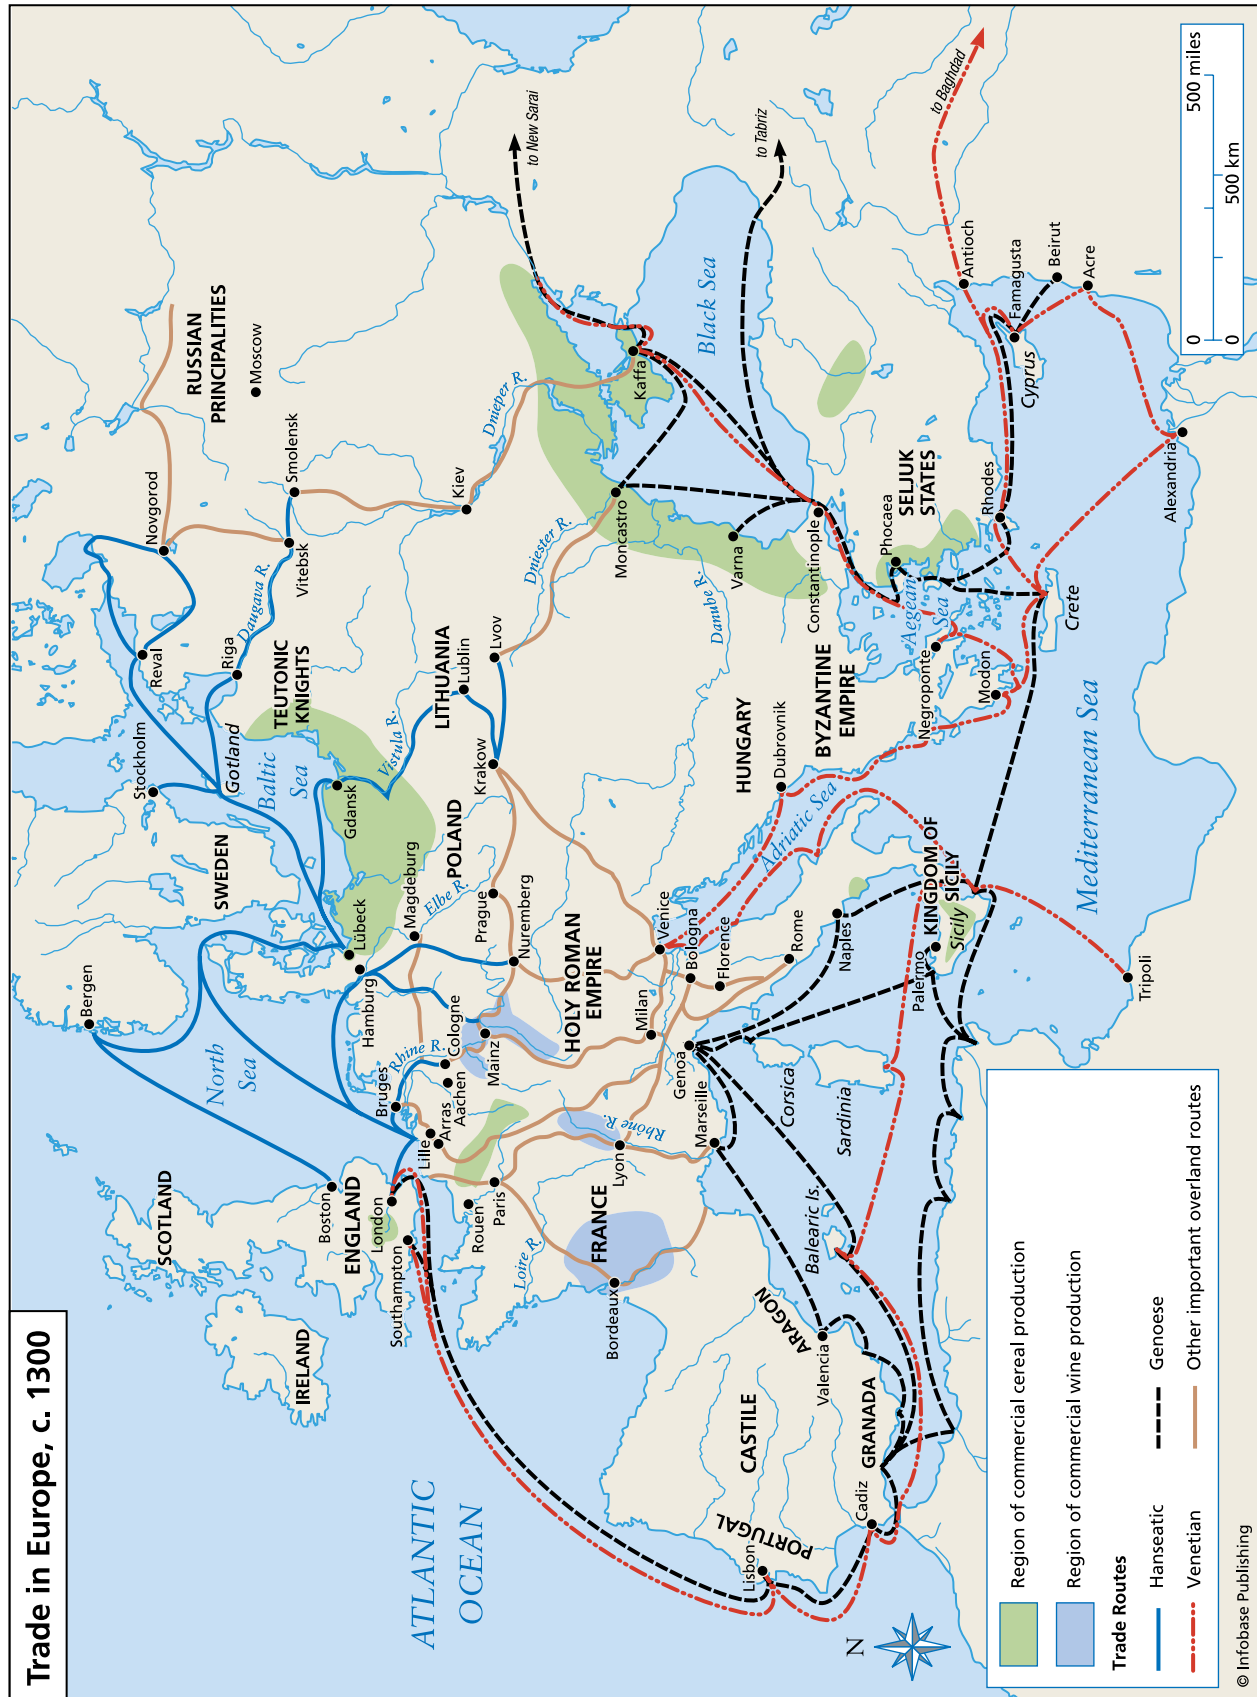 Trade in Europe, c. 1300
Bergen
SCOTLAND
North
Sea
SWEDEN
Stockholm
Reval
Novgorod
RUSSIAN
PRINCIPALITIES
Moscow
Gotland
Baltic
Sea
Riga
Daugava R.
Vitebsk
Smolensk
TEUTONIC
KNIGHTS
IRELAND
Boston
ENGLAND
London
Southampton
Hamburg
Lübeck
Gdansk
Vistula R.
LITHUANIA
Lublin
Lvov
Kiev
Dnieper R.
to New Sarai
Bruges
Lille
Arras
Aachen
Rhine R.
Cologne
Mainz
Magdeburg
Elbe R.
POLAND
Prague
Krakow
Nuremberg
HOLY ROMAN
EMPIRE
Dniester R.
Moncastro
Kaffa
Black Sea
to Tabriz
ATLANTIC
OCEAN
Rouen
Paris
Loire R.
FRANCE
Bordeaux
Lyon
Rhône R.
Marseille
Genoa
Milan
Venice
Bologna
Florence
Rome
Naples
HUNGARY
Dubrovnik
Adriatic Sea
Danube R.
Varna
Constantinople
BYZANTINE
EMPIRE
PORTUGAL
Lisbon
CASTILE
ARAGON
Valencia
GRANADA
Cadiz
Balearic Is.
Corsica
Sardinia
Palermo
KINGDOM OF
SICILY
Sicily
Negroponte
Modon
Aegean
Sea
Phocaea
SELJUK
STATES
Rhodes
Crete
Cyprus
Famagusta
Antioch
Beirut
Acre
to Baghdad
Mediterranean Sea
Tripoli
Alexandria
N
Region of commercial cereal production
Region of commercial wine production
Trade Routes
Hanseatic
Genoese
Venetian
Other important overland routes
0
500 miles
0
500 km
© Infobase Publishing